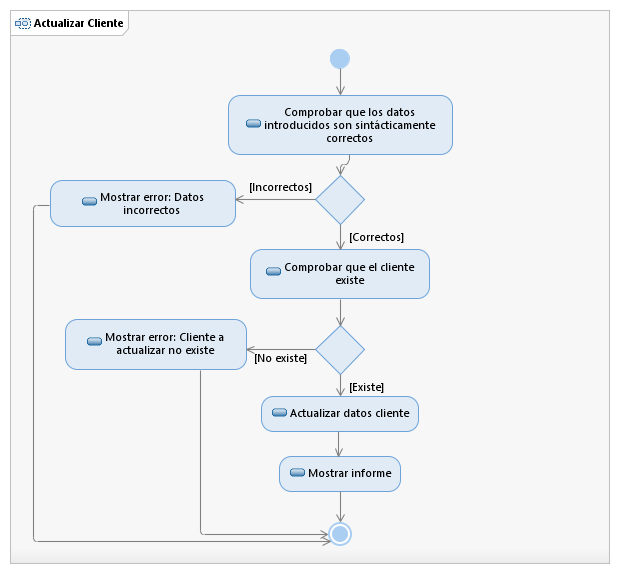 Actualizar Cliente
Comprobar que los datos
introducidos son sintácticamente
correctos
[Incorrectos]
Mostrar error: Datos
incorrectos
[Correctos]
Comprobar que el cliente
existe
Mostrar error: Cliente a
actualizar no existe
[No existe]
[Existe]
Actualizar datos cliente
Mostrar informe